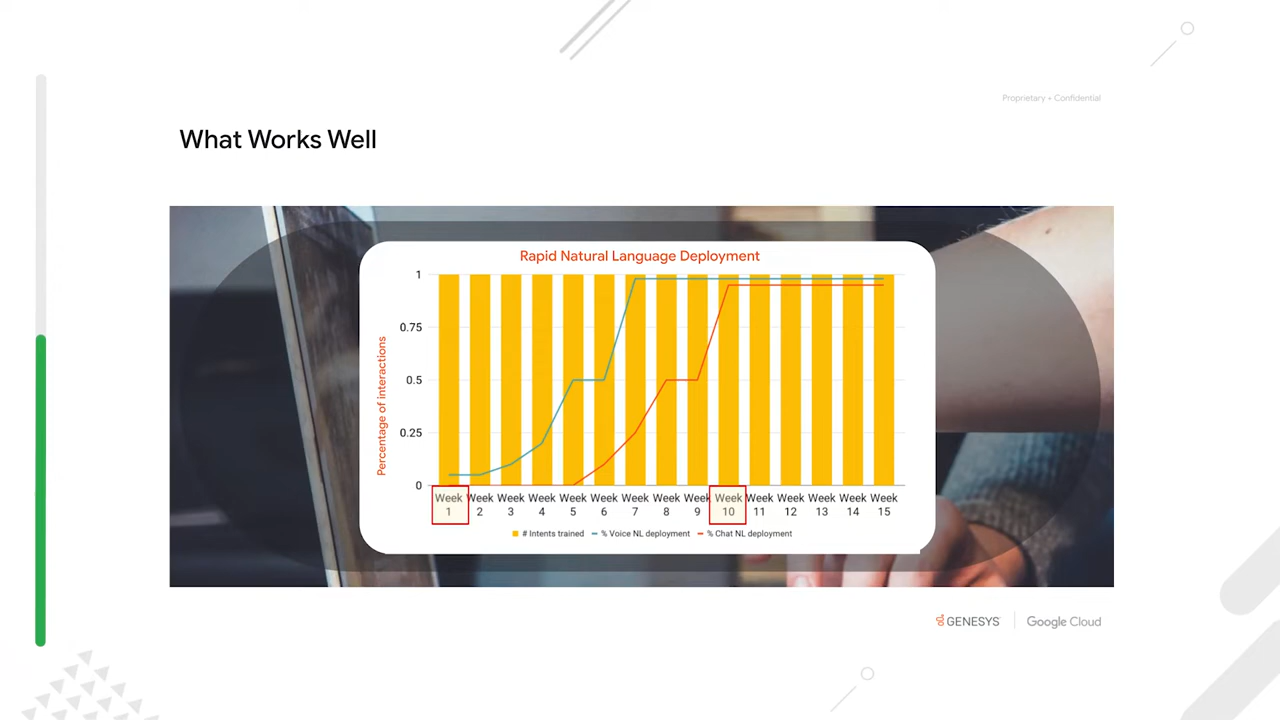 Proprietary + Confidential
What Works Well
Rapid Natural Language Deployment
Percentage of interactions
1
0.75
0.5
0.25
0
Week 1 Week 2 Week 3 Week 4 Week 5 Week 6 Week 7 Week 8 Week 9 Week 10 Week 11 Week 12 Week 13 Week 14 Week 15
# Intents trained % Voice NL deployment % Chat NL deployment
GENESYS Google Cloud